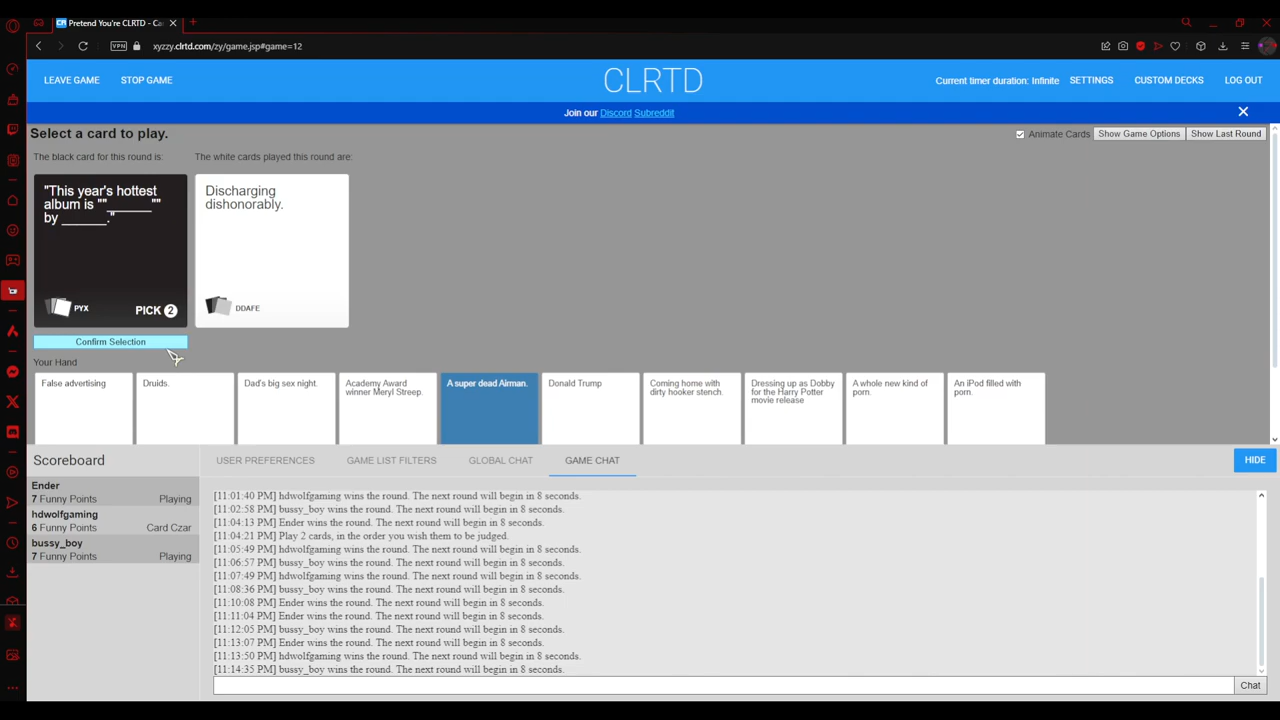 Pretend You're CLRTD - Ca
VPN
xyzzy.clrtd.com/zy/game.jsp#game=12
LEAVE GAME
STOP GAME
CLRTD
Current timer duration: Infinite
SETTINGS
CUSTOM DECKS
LOG OUT
Join our Discord Subreddit
Select a card to play.
Animate Cards
Show Game Options
Show Last Round
The black card for this round is:
The white cards played this round are:
"This year's hottest
album is ""_______""
by ______."
PYX
PICK 2
Discharging
dishonorably.
DDAFE
Confirm Selection
Your Hand
False advertising
Druids.
Dad's big sex night.
Academy Award
winner Meryl Streep.
A super dead Airman.
Donald Trump
Coming home with
dirty hooker stench.
Dressing up as Dobby
for the Harry Potter
movie release
A whole new kind of
porn.
An iPod filled with
porn.
Scoreboard
USER PREFERENCES
GAME LIST FILTERS
GLOBAL CHAT
GAME CHAT
HIDE
Ender
7 Funny Points
Playing
hdwolfgaming
6 Funny Points
Card Czar
bussy_boy
7 Funny Points
Playing
[11:01:40 PM] hdwolfgaming wins the round. The next round will begin in 8 seconds.
[11:02:58 PM] bussy_boy wins the round. The next round will begin in 8 seconds.
[11:04:13 PM] Ender wins the round. The next round will begin in 8 seconds.
[11:04:21 PM] Play 2 cards, in the order you wish them to be judged.
[11:05:49 PM] hdwolfgaming wins the round. The next round will begin in 8 seconds.
[11:06:57 PM] bussy_boy wins the round. The next round will begin in 8 seconds.
[11:07:49 PM] hdwolfgaming wins the round. The next round will begin in 8 seconds.
[11:08:36 PM] bussy_boy wins the round. The next round will begin in 8 seconds.
[11:10:08 PM] Ender wins the round. The next round will begin in 8 seconds.
[11:11:04 PM] Ender wins the round. The next round will begin in 8 seconds.
[11:12:05 PM] bussy_boy wins the round. The next round will begin in 8 seconds.
[11:13:07 PM] Ender wins the round. The next round will begin in 8 seconds.
[11:13:50 PM] hdwolfgaming wins the round. The next round will begin in 8 seconds.
[11:14:35 PM] bussy_boy wins the round. The next round will begin in 8 seconds.
Chat